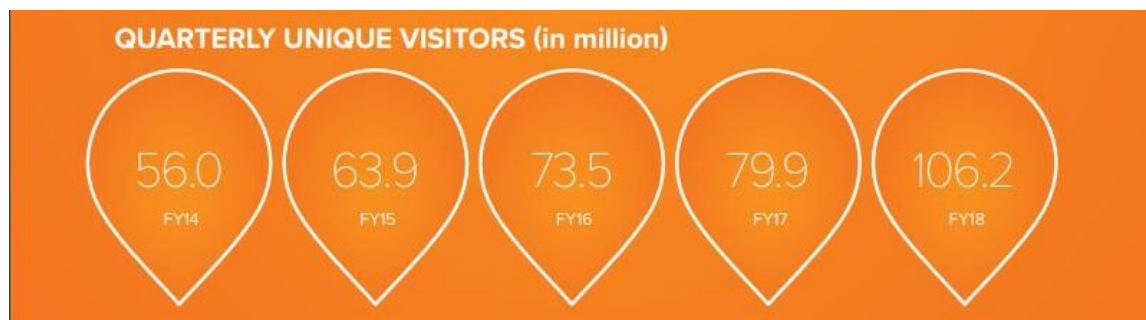 QUARTERLY UNIQUE VISITORS (in million)
56.0 63.9 73.5 79.9 106.2
FY14 FY15 FY16 FY17 FY18